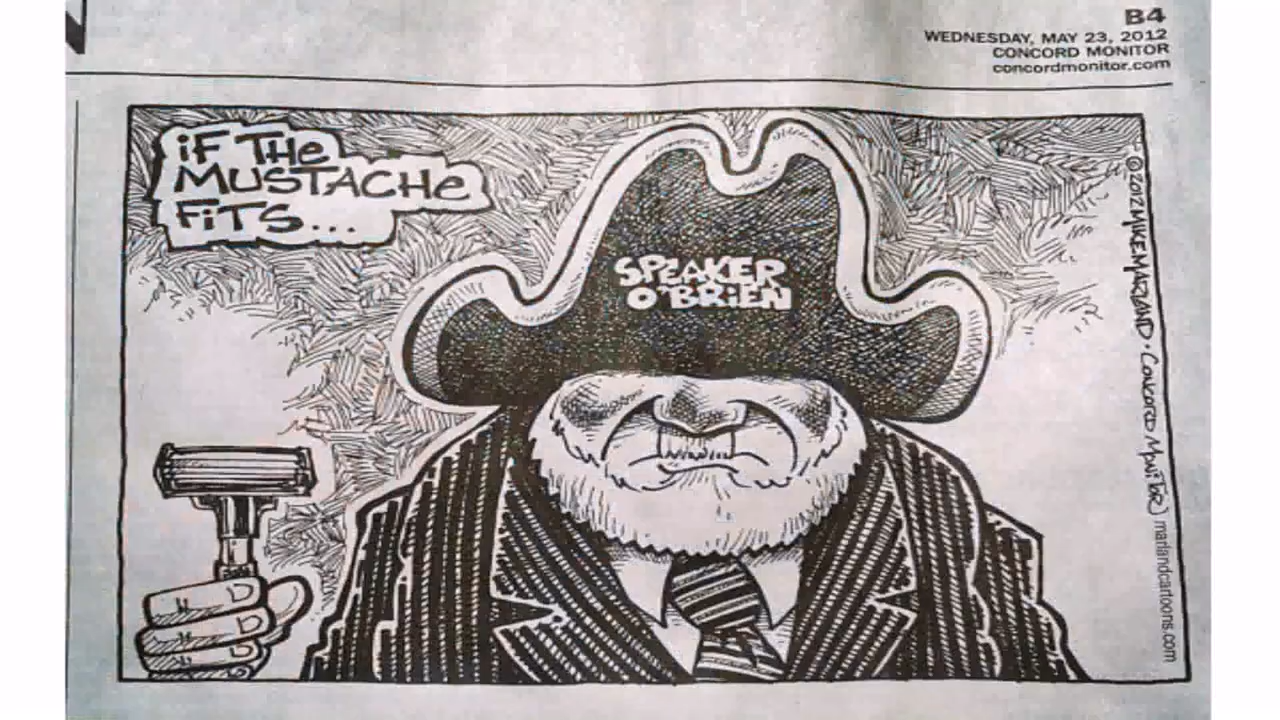 B4
WEDNESDAY, MAY 23, 2012
CONCORD MONITOR
concordmonitor.com
iF THe
MUSTACHe
FiTS...
SPEAKER
O'BRiEN
©2012 MIKE MARLAND · CONCORD MONiTOR marlandcartoons.com